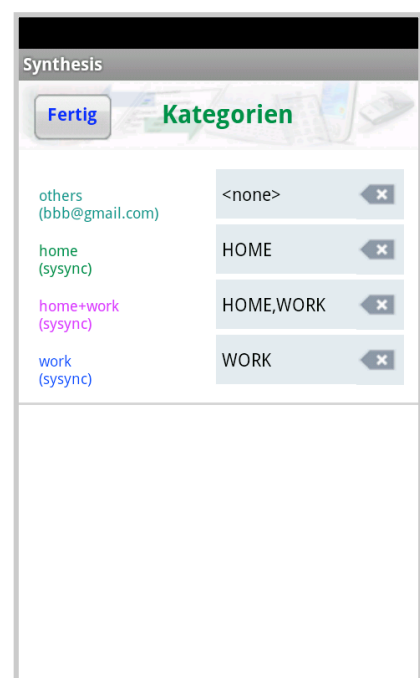 Synthesis
Fertig
Kategorien
others
(bbb@gmail.com)
<none>
home
(sysync)
HOME
home+work
(sysync)
HOME,WORK
work
(sysync)
WORK